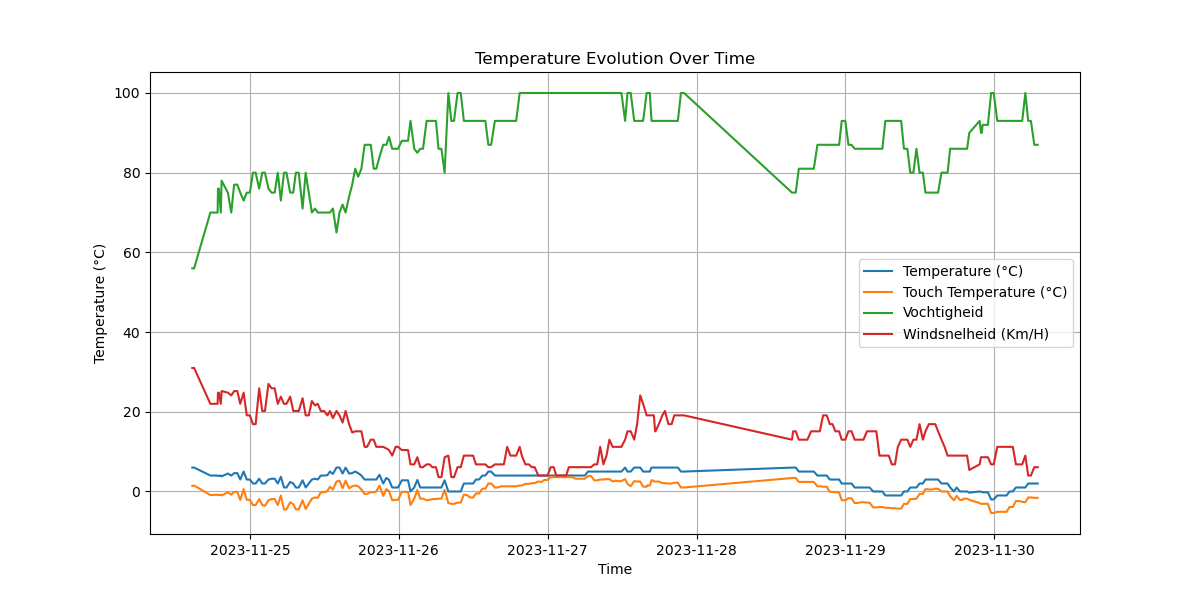 Temperature Evolution Over Time
Temperature (°C)
100
80
60
40
20
0
Temperature (°C)
Touch Temperature (°C)
Vochtigheid
Windsnelheid (Km/H)
2023-11-25
2023-11-26
2023-11-27
2023-11-28
2023-11-29
2023-11-30
Time